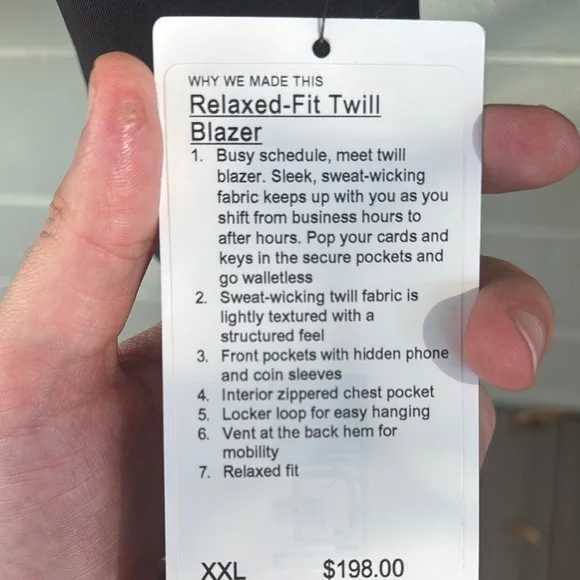 WHY WE MADE THIS
Relaxed-Fit Twill
Blazer
1. Busy schedule, meet twill
blazer. Sleek, sweat-wicking
fabric keeps up with you as you
shift from business hours to
after hours. Pop your cards and
keys in the secure pockets and
go walletless
2. Sweat-wicking twill fabric is
lightly textured with a
structured feel
3. Front pockets with hidden phone
and coin sleeves
4. Interior zippered chest pocket
5. Locker loop for easy hanging
6. Vent at the back hem for
mobility
7. Relaxed fit
XXL $198.00